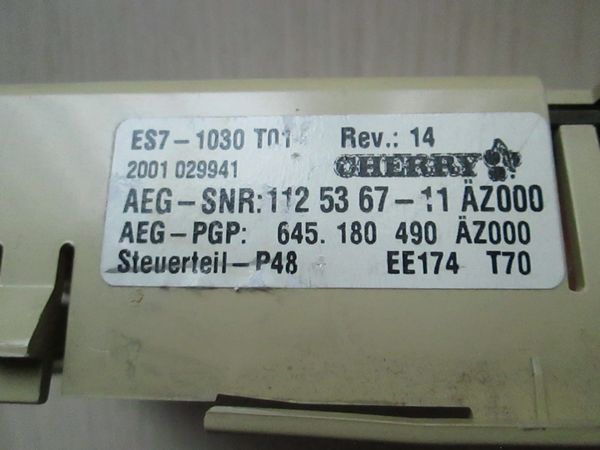 ES7-1030 T01 Rev.: 14
2001 029941 CHERRY
AEG-SNR: 112 53 67-11 ÄZ000
AEG-PGP: 645. 180 490 ÄZ000
Steuerteil-P48 EE174 T70